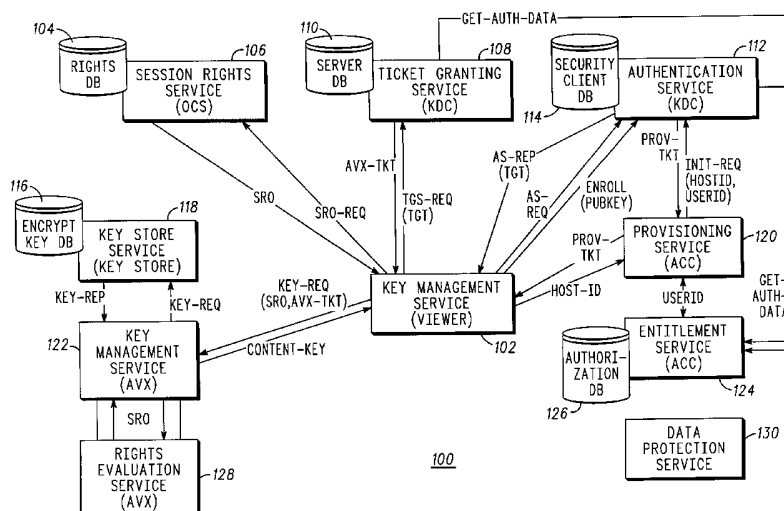 GET-AUTH-DATA
104
RIGHTS
DB
106
SESSION RIGHTS
SERVICE
(OCS)
110
SERVER
DB
108
TICKET GRANTING
SERVICE
(KDC)
112
SECURITY
CLIENT
DB
114
AUTHENTICATION
SERVICE
(KDC)
SRO
SRO-REQ
AVX-TKT
TGS-REQ
(TGT)
AS-REP
(TGT)
AS-
REQ
ENROLL
(PUBKEY)
PROV-
TKT
INIT-REQ
(HOSTID,
USERID)
116
ENCRYPT
KEY DB
118
KEY STORE
SERVICE
(KEY STORE)
KEY-REP
KEY-REQ
KEY-REQ
(SRO,AVX-TKT)
CONTENT-KEY
KEY MANAGEMENT
SERVICE
(VIEWER)
102
PROV-
TKT
HOST-ID
PROVISIONING
SERVICE
(ACC)
120
USERID
GET-
AUTH-
DATA
122
KEY
MANAGEMENT
SERVICE
(AVX)
SRO
RIGHTS
EVALUATION
SERVICE
(AVX)
128
AUTHORI-
ZATION
DB
126
ENTITLEMENT
SERVICE
(ACC)
124
100
DATA
PROTECTION
SERVICE
130